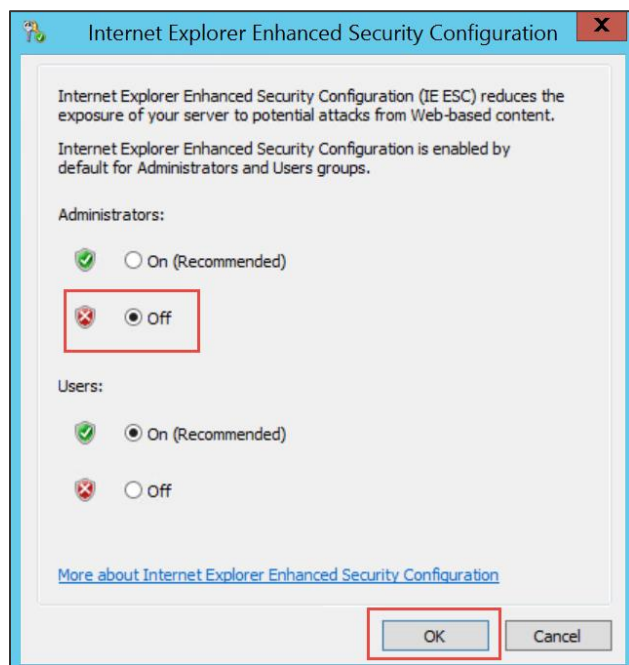 Internet Explorer Enhanced Security Configuration
X
Internet Explorer Enhanced Security Configuration (IE ESC) reduces the
exposure of your server to potential attacks from Web-based content.
Internet Explorer Enhanced Security Configuration is enabled by
default for Administrators and Users groups.
Administrators:
On (Recommended)
Off
Users:
On (Recommended)
Off
More about Internet Explorer Enhanced Security Configuration
OK
Cancel